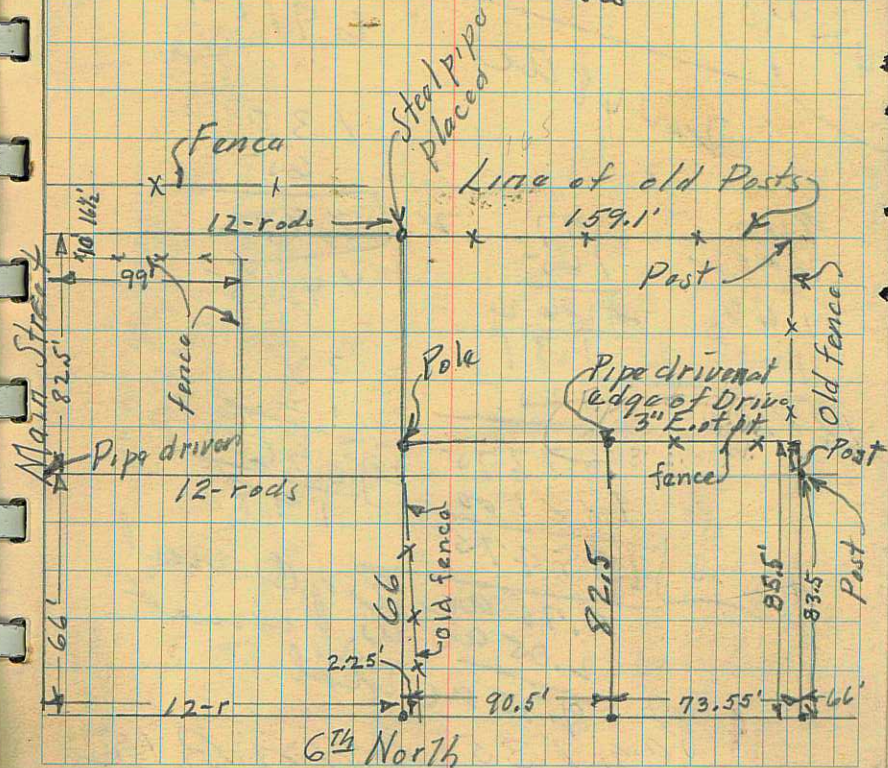 Steel pipe
placed
Fence
Line of old Posts
16½'
10'
12-rods
159.1'
99'
Post
Old fence
fence
Main Street
82.5'
Pole
Pipe driven at
edge of Drive
3" E. of pt.
Pipe driven
12-rods
fence
Post
Post
old fence
66
82.5
85.5'
83.5
66'
2.25'
12-r
90.5'
73.55'
66'
6TH North